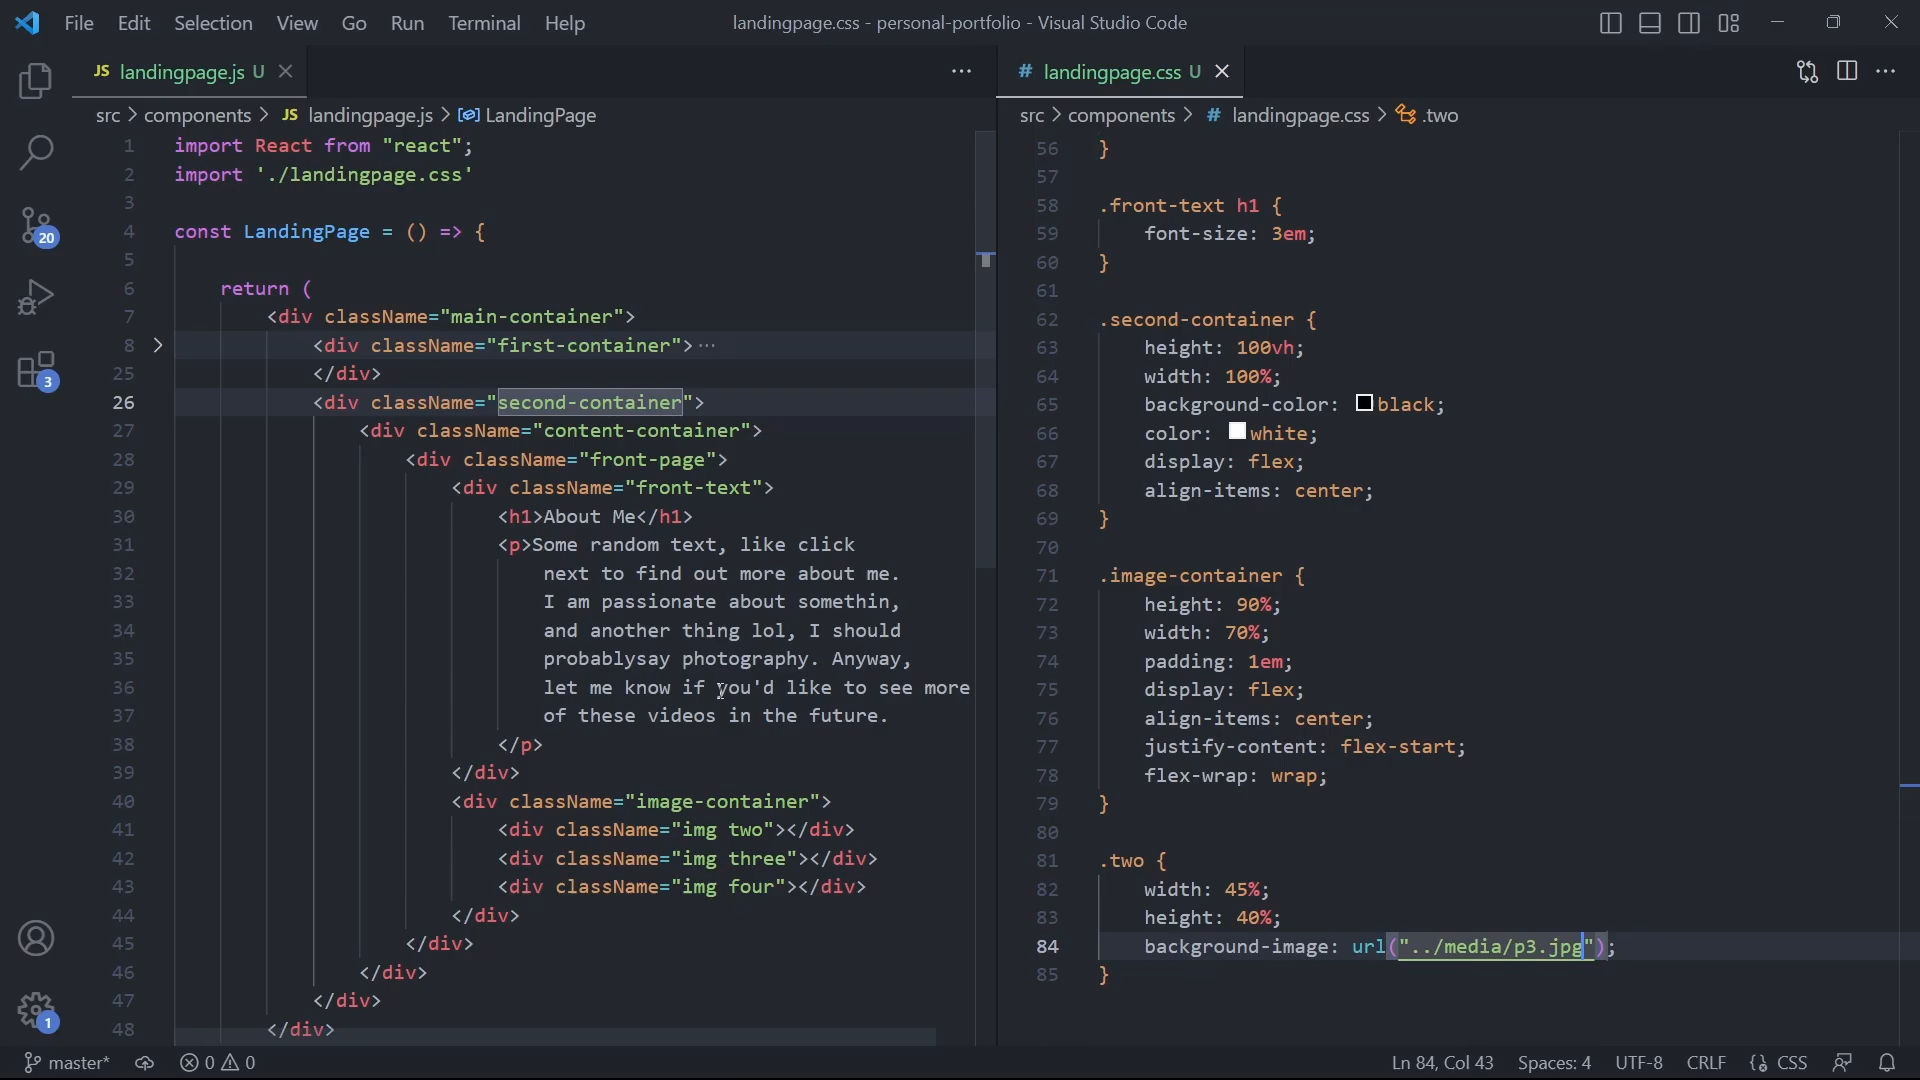 File Edit Selection View Go Run Terminal Help landingpage.css - personal-portfolio - Visual Studio Code
JS landingpage.js U
src > components > JS landingpage.js > LandingPage
1 import React from "react";
2 import './landingpage.css'
3
4 const LandingPage = () => {
5
6 return (
7 <div className="main-container">
8 <div className="first-container">···
25 </div>
26 <div className="second-container">
27 <div className="content-container">
28 <div className="front-page">
29 <div className="front-text">
30 <h1>About Me</h1>
31 <p>Some random text, like click
32 next to find out more about me.
33 I am passionate about somethin,
34 and another thing lol, I should
35 probablysay photography. Anyway,
36 let me know if you'd like to see more
37 of these videos in the future.
38 </p>
39 </div>
40 <div className="image-container">
41 <div className="img two"></div>
42 <div className="img three"></div>
43 <div className="img four"></div>
44 </div>
45 </div>
46 </div>
47 </div>
48 </div>
# landingpage.css U
src > components > # landingpage.css > .two
56 }
57
58 .front-text h1 {
59 font-size: 3em;
60 }
61
62 .second-container {
63 height: 100vh;
64 width: 100%;
65 background-color: black;
66 color: white;
67 display: flex;
68 align-items: center;
69 }
70
71 .image-container {
72 height: 90%;
73 width: 70%;
74 padding: 1em;
75 display: flex;
76 align-items: center;
77 justify-content: flex-start;
78 flex-wrap: wrap;
79 }
80
81 .two {
82 width: 45%;
83 height: 40%;
84 background-image: url("../media/p3.jpg");
85 }
20
3
1
master* 0 0 Ln 84, Col 43 Spaces: 4 UTF-8 CRLF CSS